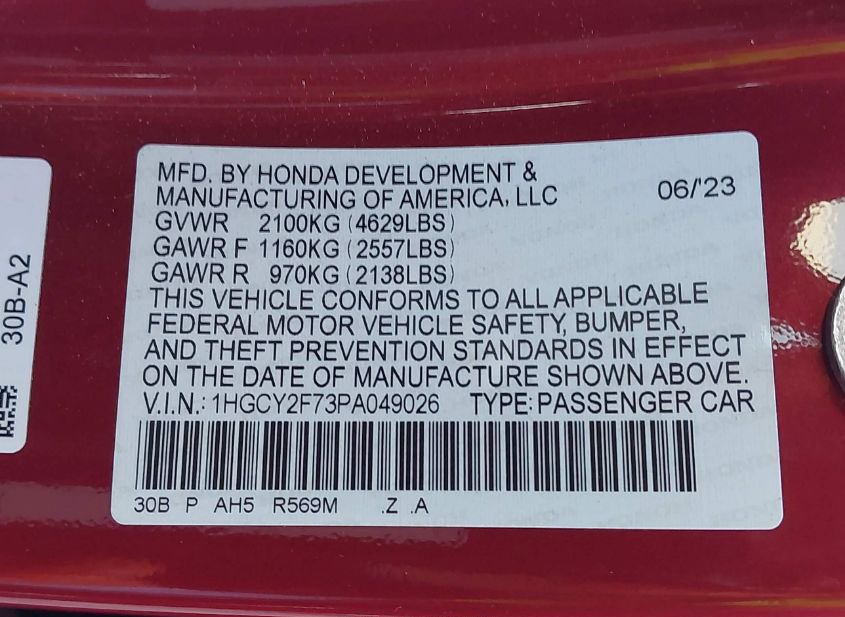 MFD. BY HONDA DEVELOPMENT &
MANUFACTURING OF AMERICA, LLC 06/'23
GVWR 2100KG (4629LBS)
GAWR F 1160KG (2557LBS)
GAWR R 970KG (2138LBS)
THIS VEHICLE CONFORMS TO ALL APPLICABLE
FEDERAL MOTOR VEHICLE SAFETY, BUMPER,
AND THEFT PREVENTION STANDARDS IN EFFECT
ON THE DATE OF MANUFACTURE SHOWN ABOVE.
V.I.N.: 1HGCY2F73PA049026 TYPE: PASSENGER CAR
30B P AH5 R569M .Z .A
30B-A2